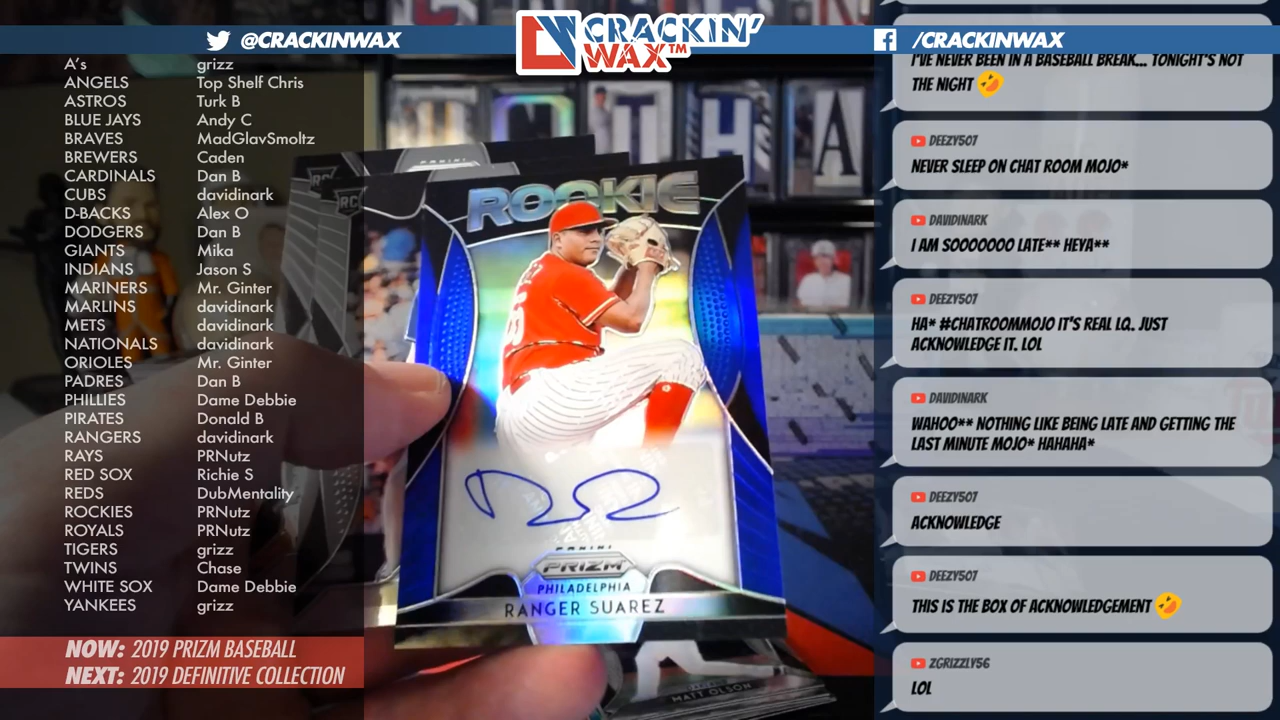 @CRACKINWAX
CRACKIN'
WAX™
/CRACKINWAX
A's grizz
ANGELS Top Shelf Chris
ASTROS Turk B
BLUE JAYS Andy C
BRAVES MadGlavSmoltz
BREWERS Caden
CARDINALS Dan B
CUBS davidinark
D-BACKS Alex O
DODGERS Dan B
GIANTS Mika
INDIANS Jason S
MARINERS Mr. Ginter
MARLINS davidinark
METS davidinark
NATIONALS davidinark
ORIOLES Mr. Ginter
PADRES Dan B
PHILLIES Dame Debbie
PIRATES Donald B
RANGERS davidinark
RAYS PRNutz
RED SOX Richie S
REDS DubMentality
ROCKIES PRNutz
ROYALS PRNutz
TIGERS grizz
TWINS Chase
WHITE SOX Dame Debbie
YANKEES grizz
NOW: 2019 PRIZM BASEBALL
NEXT: 2019 DEFINITIVE COLLECTION
T H A
PANINI
RC
RC
ROOKIE
PANINI
PRIZM
PHILADELPHIA
RANGER SUAREZ
MATT OLSON
I'VE NEVER BEEN IN A BASEBALL BREAK... TONIGHT'S NOT
THE NIGHT 🤣
DEEZY507
NEVER SLEEP ON CHAT ROOM MOJO*
DAVIDINARK
I AM SOOOOOOO LATE** HEYA**
DEEZY507
HA* #CHATROOMMOJO IT'S REAL LQ.. JUST
ACKNOWLEDGE IT. LOL
DAVIDINARK
WAHOO** NOTHING LIKE BEING LATE AND GETTING THE
LAST MINUTE MOJO* HAHAHA*
DEEZY507
ACKNOWLEDGE
DEEZY507
THIS IS THE BOX OF ACKNOWLEDGEMENT 🤣
ZGRIZZLY56
LOL